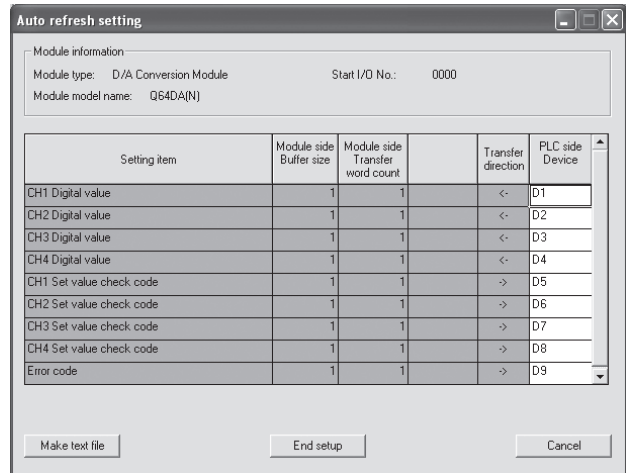 Auto refresh setting
Module information
Module type: D/A Conversion Module Start I/O No.: 0000
Module model name: Q64DA(N)
Setting item Module side Buffer size Module side Transfer word count Transfer direction PLC side Device
CH1 Digital value 1 1 <- D1
CH2 Digital value 1 1 <- D2
CH3 Digital value 1 1 <- D3
CH4 Digital value 1 1 <- D4
CH1 Set value check code 1 1 -> D5
CH2 Set value check code 1 1 -> D6
CH3 Set value check code 1 1 -> D7
CH4 Set value check code 1 1 -> D8
Error code 1 1 -> D9
Make text file End setup Cancel